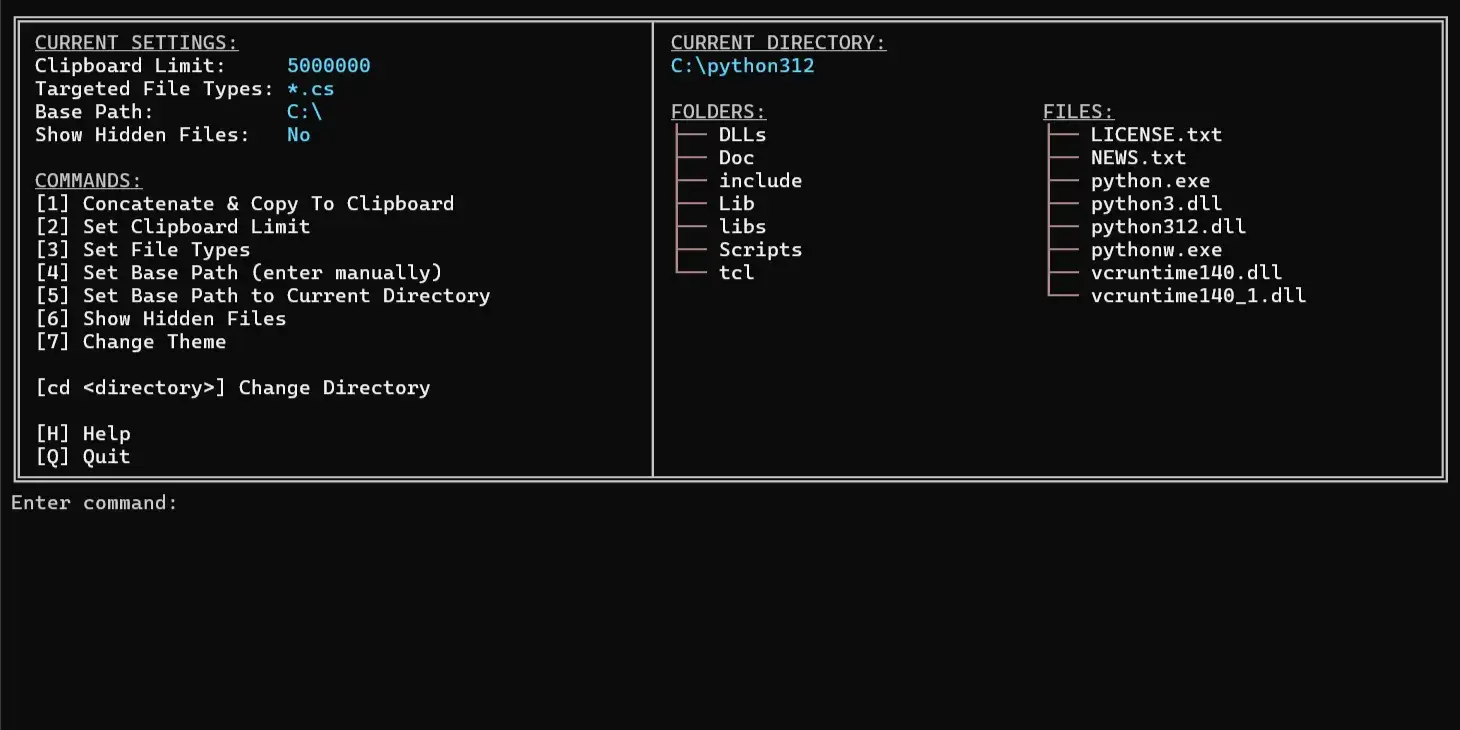 CURRENT SETTINGS:
Clipboard Limit: 5000000
Targeted File Types: *.cs
Base Path: C:\
Show Hidden Files: No
COMMANDS:
[1] Concatenate & Copy To Clipboard
[2] Set Clipboard Limit
[3] Set File Types
[4] Set Base Path (enter manually)
[5] Set Base Path to Current Directory
[6] Show Hidden Files
[7] Change Theme
[cd <directory>] Change Directory
[H] Help
[Q] Quit
CURRENT DIRECTORY:
C:\python312
FOLDERS:
DLLs
Doc
include
Lib
libs
Scripts
tcl
FILES:
LICENSE.txt
NEWS.txt
python.exe
python3.dll
python312.dll
pythonw.exe
vcruntime140.dll
vcruntime140_1.dll
Enter command: